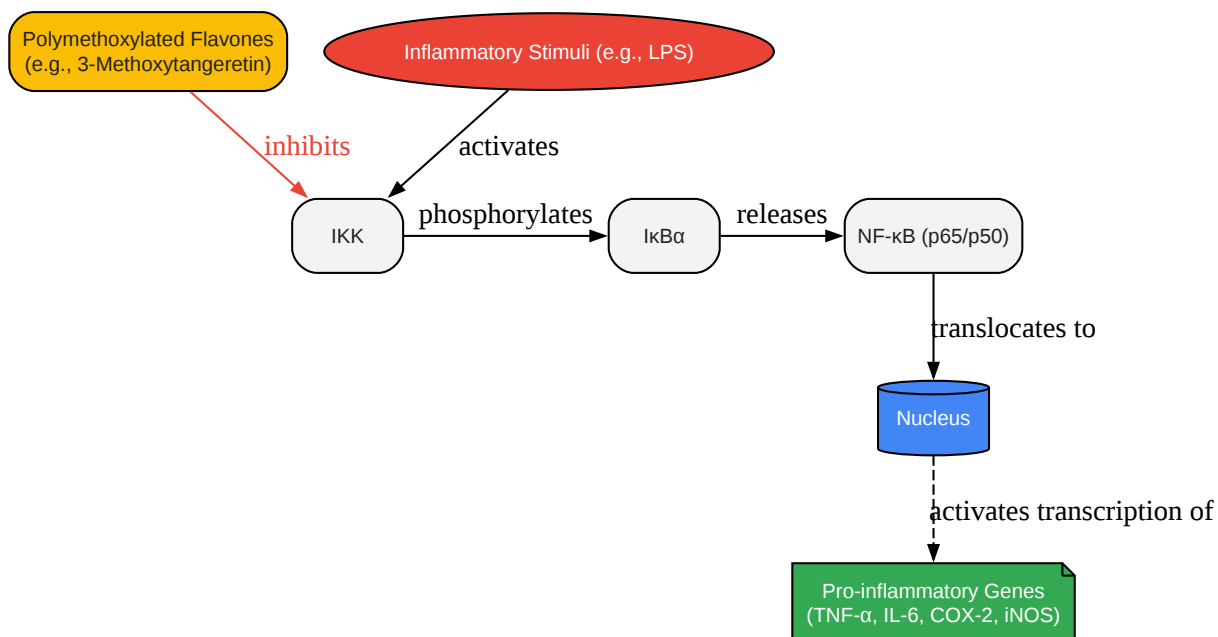 Polymethoxylated Flavones
(e.g., 3-Methoxytangeretin)
Inflammatory Stimuli (e.g., LPS)
inhibits
activates
IKK
phosphorylates
IκBα
releases
NF-κB (p65/p50)
translocates to
Nucleus
activates transcription of
Pro-inflammatory Genes
(TNF-α, IL-6, COX-2, iNOS)